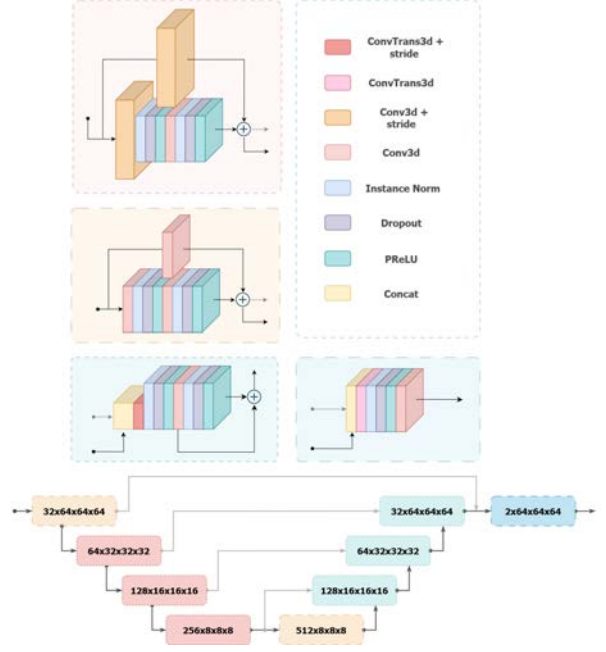 ConvTrans3d +
stride
ConvTrans3d
Conv3d +
stride
Conv3d
Instance Norm
Dropout
PReLU
Concat
32x64x64x64
32x64x64x64
2x64x64x64
64x32x32x32
64x32x32x32
128x16x16x16
128x16x16x16
256x8x8x8
512x8x8x8